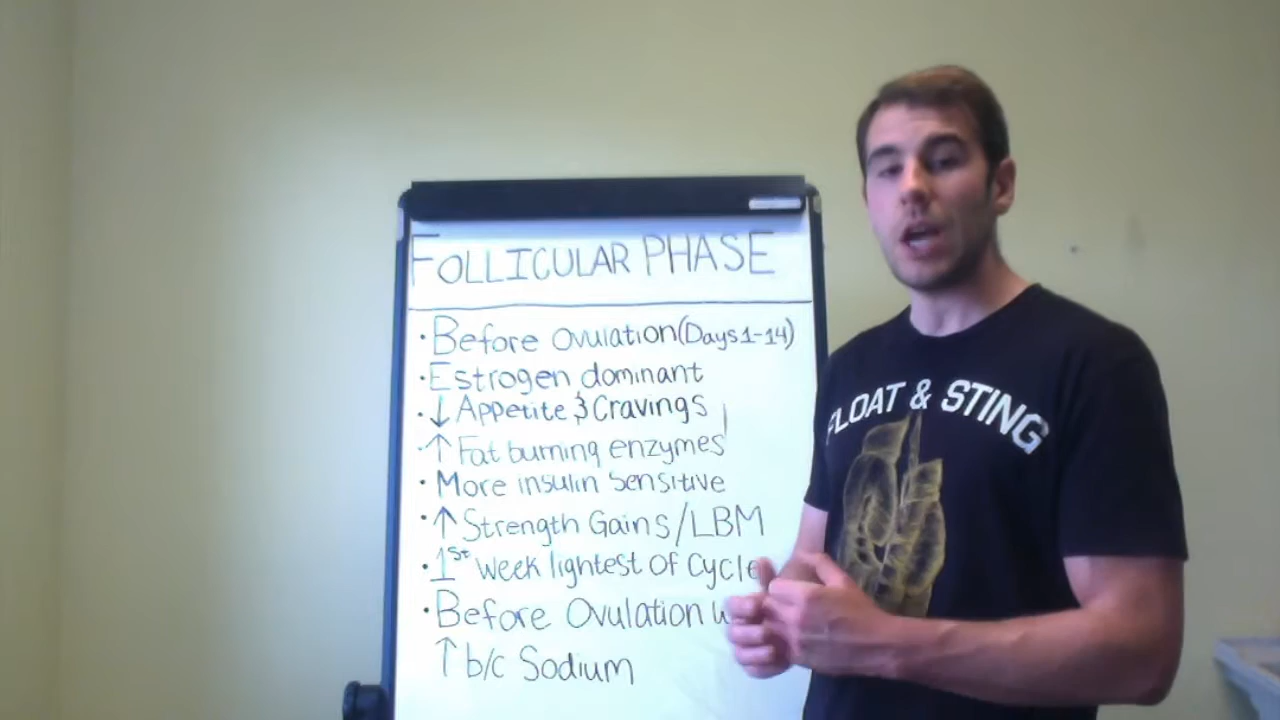 FOLLICULAR PHASE
• Before Ovulation (Days 1-14)
• Estrogen dominant
• ↓ Appetite & Cravings
• ↑ Fat burning enzymes
• More insulin sensitive
• ↑ Strength Gains/LBM
• 1st week lightest of Cycle
• Before Ovulation
↑ b/c Sodium
FLOAT & STING